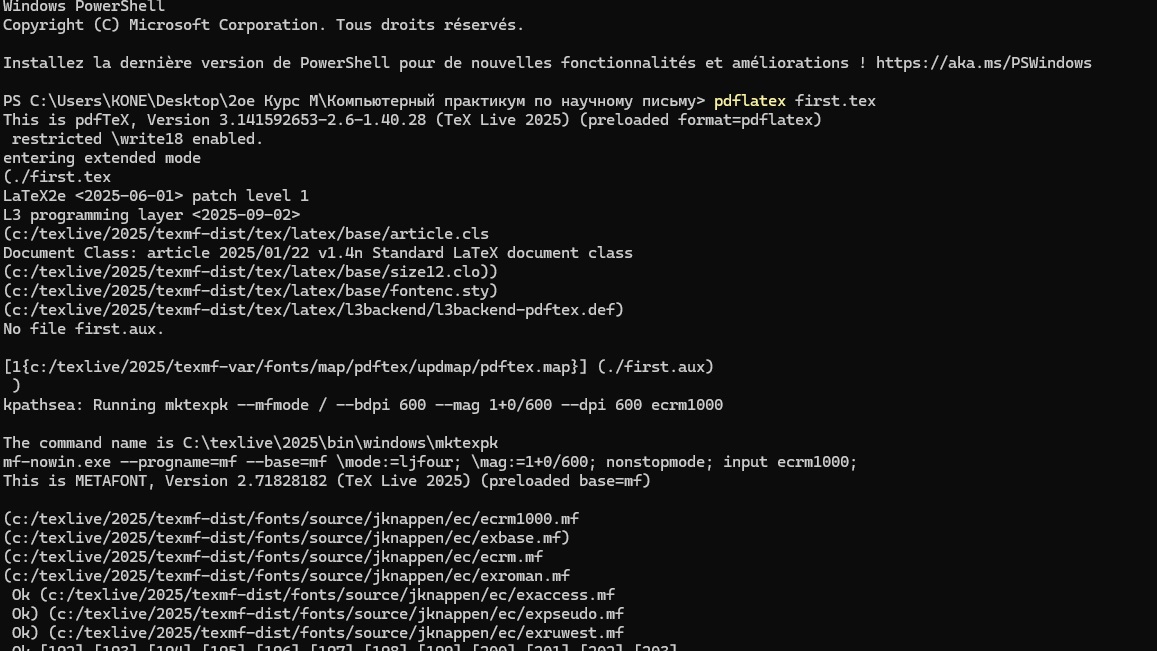 Windows PowerShell
Copyright (C) Microsoft Corporation. Tous droits réservés.
Installez la dernière version de PowerShell pour de nouvelles fonctionnalités et améliorations ! https://aka.ms/PSWindows
PS C:\Users\KONE\Desktop\2ое Курс М\Компьютерный практикум по научному письму> pdflatex first.tex
This is pdfTeX, Version 3.141592653-2.6-1.40.28 (TeX Live 2025) (preloaded format=pdflatex)
 restricted \write18 enabled.
entering extended mode
(./first.tex
LaTeX2e <2025-06-01> patch level 1
L3 programming layer <2025-09-02>
(c:/texlive/2025/texmf-dist/tex/latex/base/article.cls
Document Class: article 2025/01/22 v1.4n Standard LaTeX document class
(c:/texlive/2025/texmf-dist/tex/latex/base/size12.clo))
(c:/texlive/2025/texmf-dist/tex/latex/base/fontenc.sty)
(c:/texlive/2025/texmf-dist/tex/latex/l3backend/l3backend-pdftex.def)
No file first.aux.
[1{c:/texlive/2025/texmf-var/fonts/map/pdftex/updmap/pdftex.map}] (./first.aux)
 )
kpathsea: Running mktexpk --mfmode / --bdpi 600 --mag 1+0/600 --dpi 600 ecrm1000
The command name is C:\texlive\2025\bin\windows\mktexpk
mf-nowin.exe --progname=mf --base=mf \mode:=ljfour; \mag:=1+0/600; nonstopmode; input ecrm1000;
This is METAFONT, Version 2.71828182 (TeX Live 2025) (preloaded base=mf)
(c:/texlive/2025/texmf-dist/fonts/source/jknappen/ec/ecrm1000.mf
(c:/texlive/2025/texmf-dist/fonts/source/jknappen/ec/exbase.mf)
(c:/texlive/2025/texmf-dist/fonts/source/jknappen/ec/ecrm.mf
(c:/texlive/2025/texmf-dist/fonts/source/jknappen/ec/exroman.mf
 Ok (c:/texlive/2025/texmf-dist/fonts/source/jknappen/ec/exaccess.mf
 Ok) (c:/texlive/2025/texmf-dist/fonts/source/jknappen/ec/expseudo.mf
 Ok) (c:/texlive/2025/texmf-dist/fonts/source/jknappen/ec/exruwest.mf
 Ok [192] [193] [194] [195] [196] [197] [198] [199] [200] [201] [202] [203]